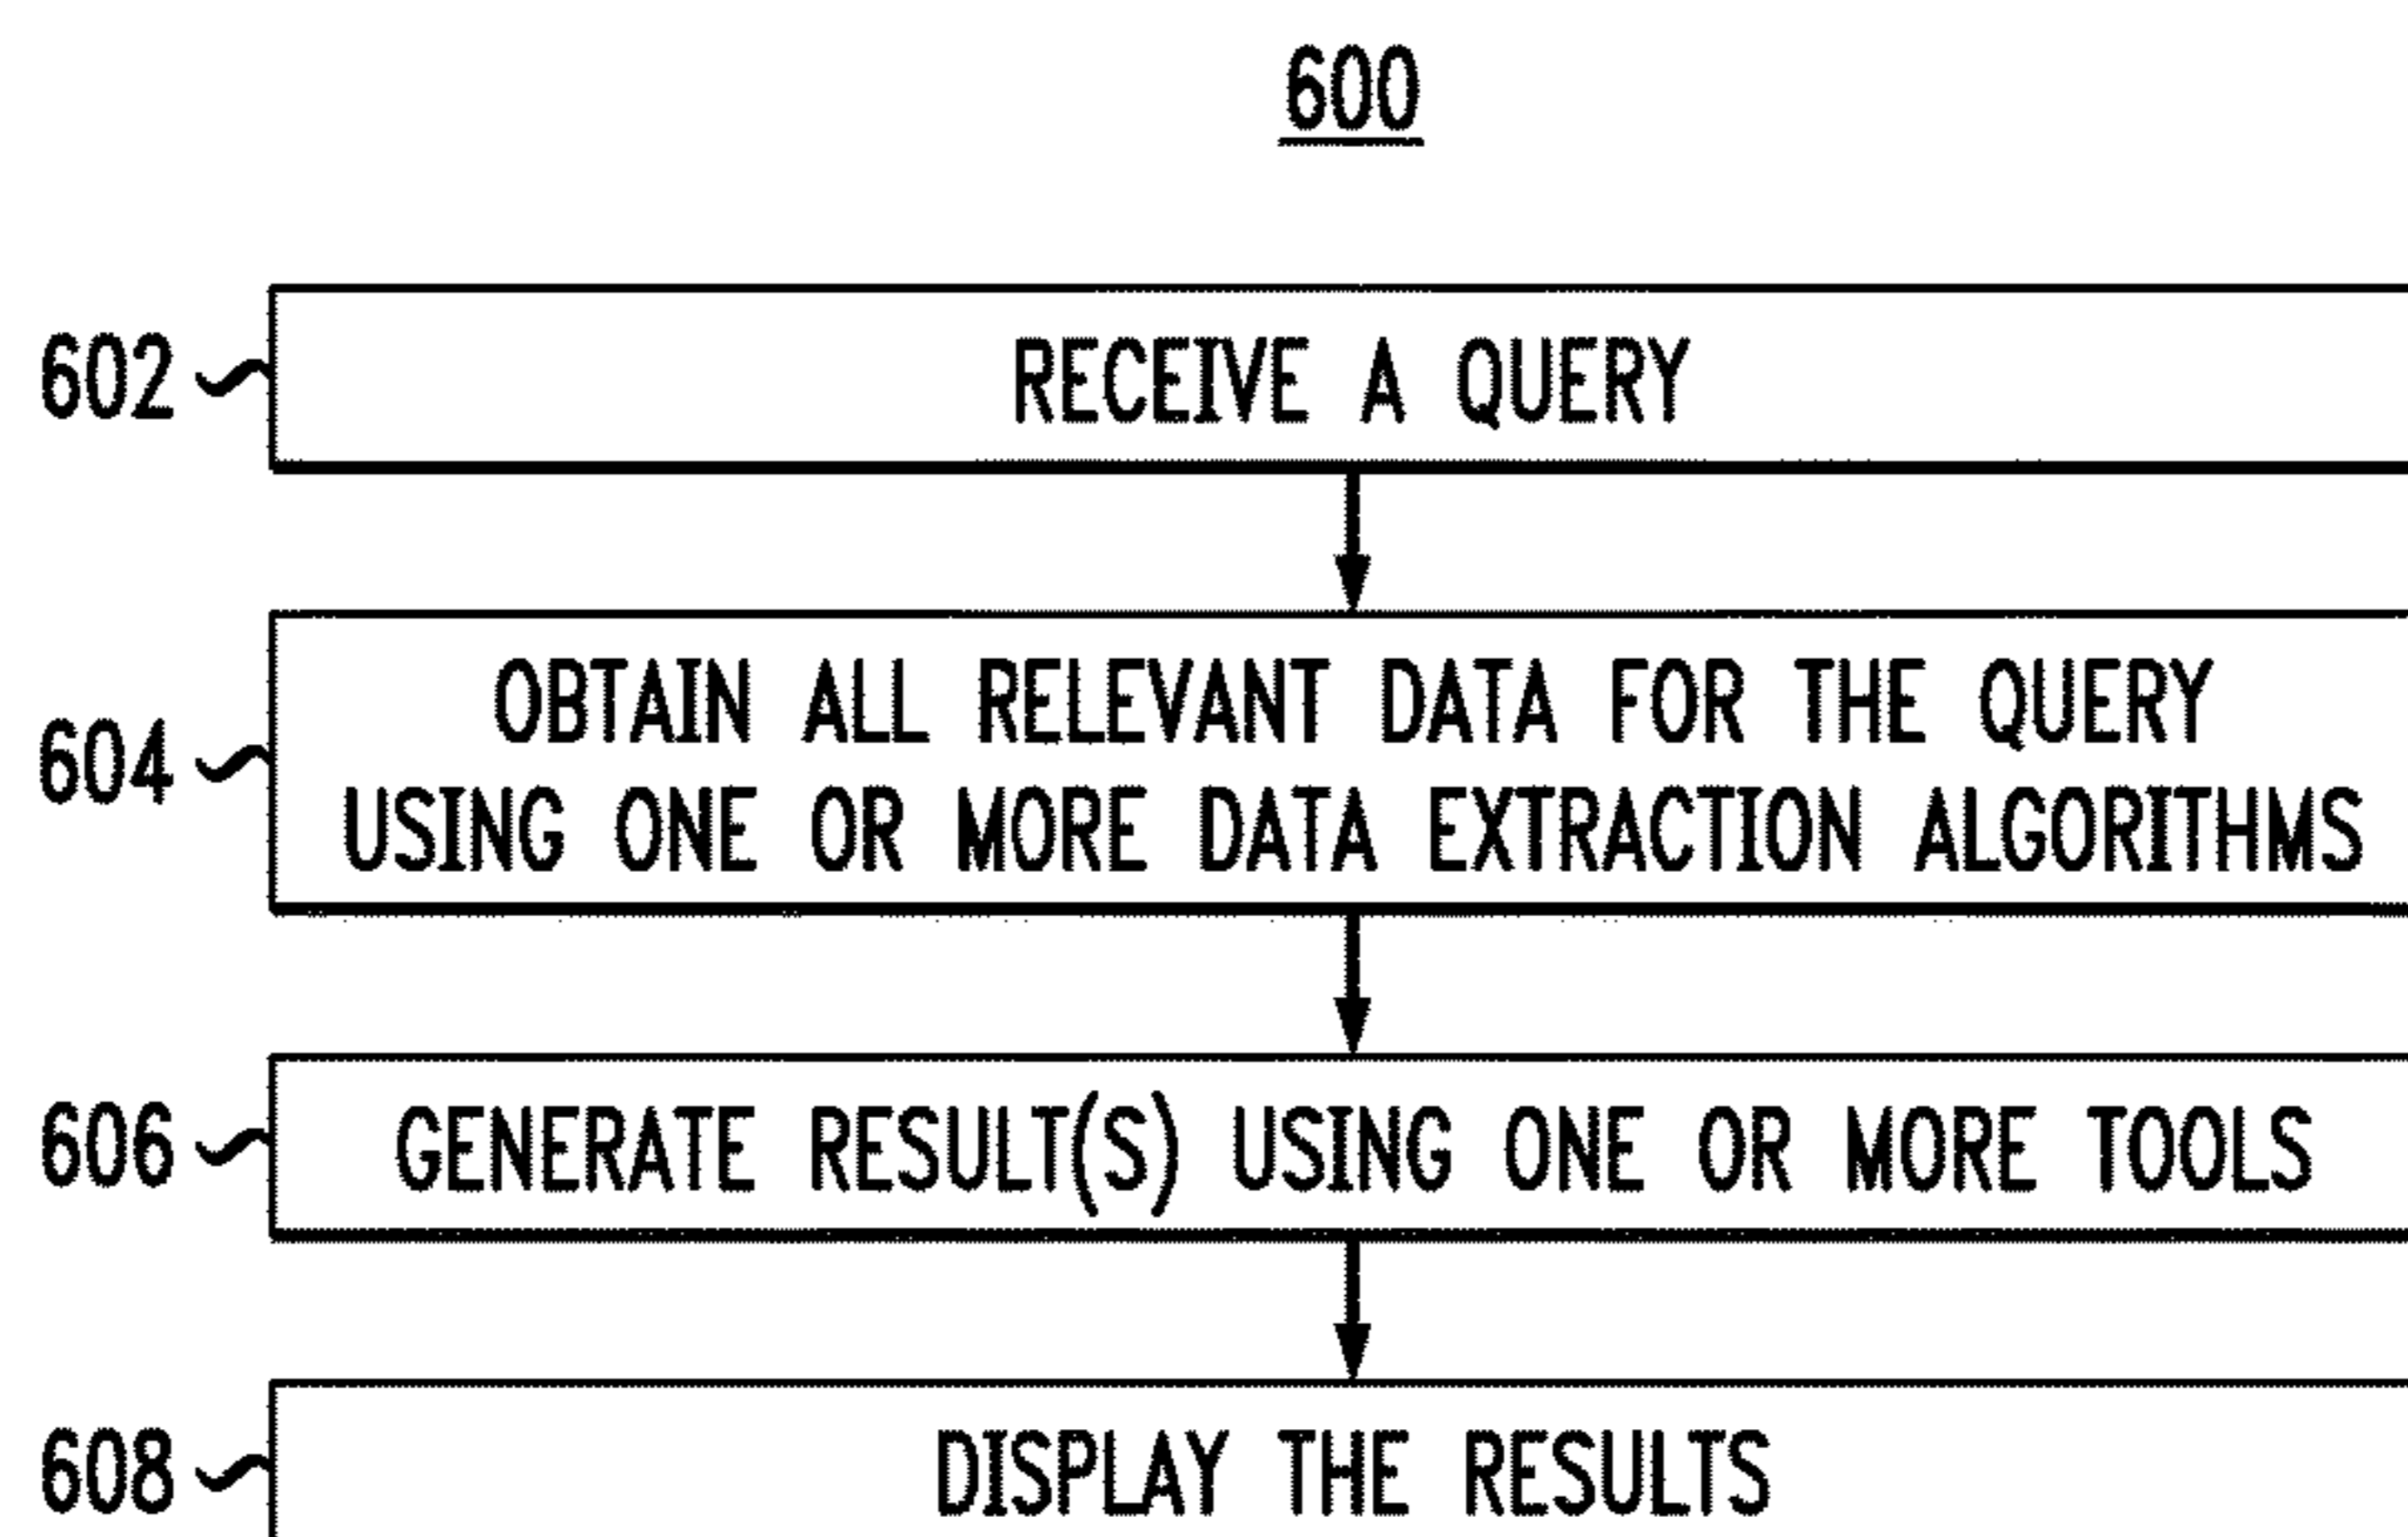 600
602
RECEIVE A QUERY
604
OBTAIN ALL RELEVANT DATA FOR THE QUERY
USING ONE OR MORE DATA EXTRACTION ALGORITHMS
606
GENERATE RESULT(S) USING ONE OR MORE TOOLS
608
DISPLAY THE RESULTS